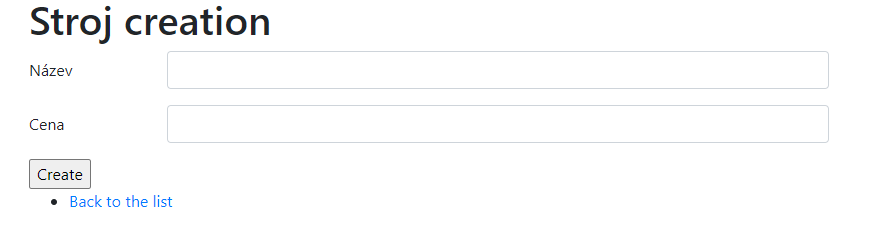 Stroj creation
Název
Cena
Create
Back to the list